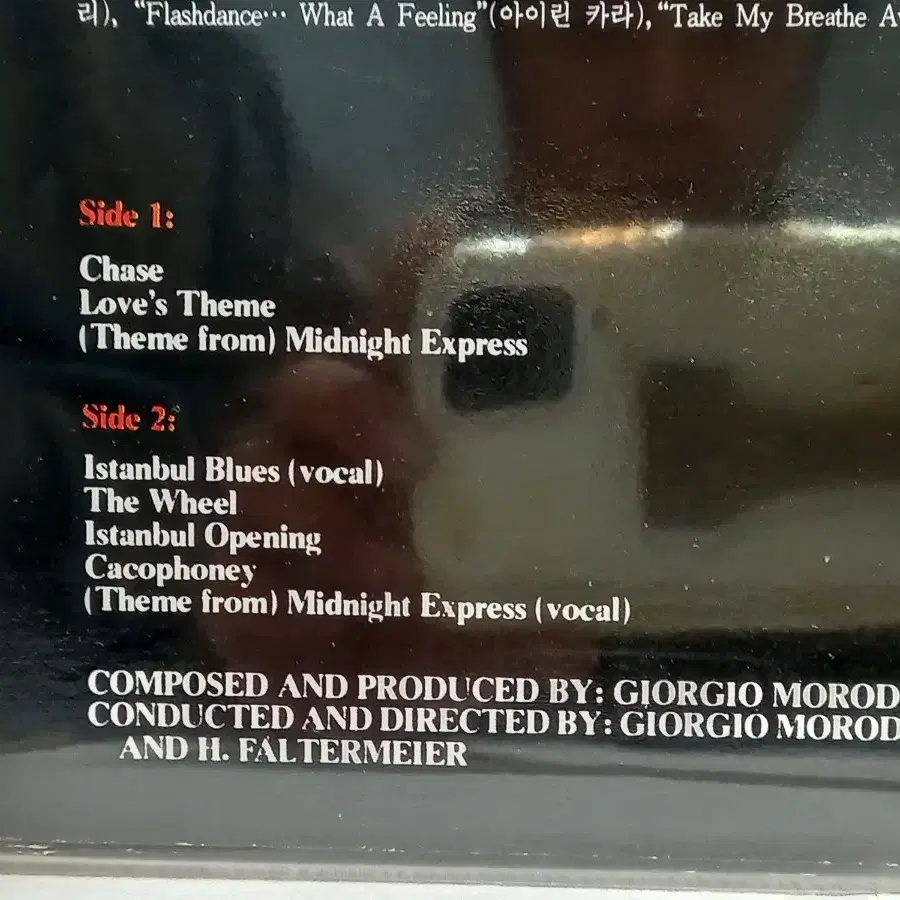 리), “Flashdance… What A Feeling”(아이린 카라), “Take My Breathe
Side 1:
Chase
Love's Theme
(Theme from) Midnight Express
Side 2:
Istanbul Blues (vocal)
The Wheel
Istanbul Opening
Cacophoney
(Theme from) Midnight Express (vocal)
COMPOSED AND PRODUCED BY: GIORGIO MOROD
CONDUCTED AND DIRECTED BY: GIORGIO MOROD
AND H. FALTERMEIER